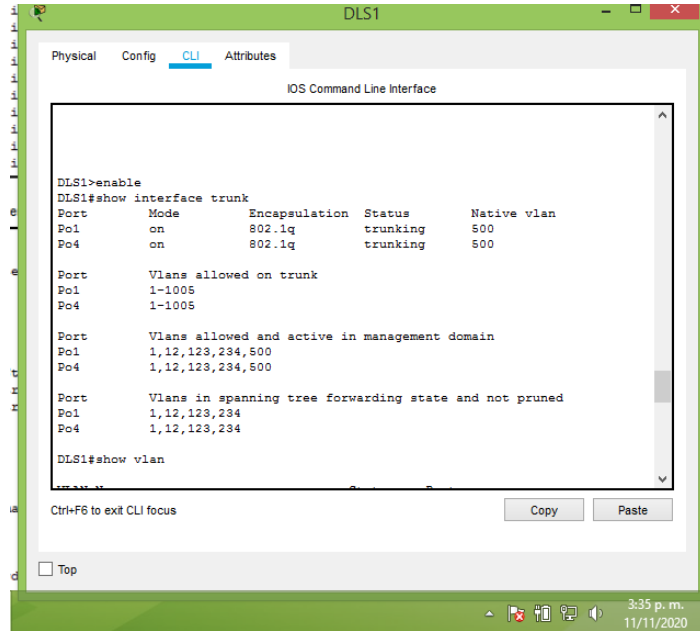 DLS1
Physical Config CLI Attributes
IOS Command Line Interface
DLS1>enable
DLS1#show interface trunk
Port Mode Encapsulation Status Native vlan
Po1 on 802.1q trunking 500
Po4 on 802.1q trunking 500
Port Vlans allowed on trunk
Po1 1-1005
Po4 1-1005
Port Vlans allowed and active in management domain
Po1 1,12,123,234,500
Po4 1,12,123,234,500
Port Vlans in spanning tree forwarding state and not pruned
Po1 1,12,123,234
Po4 1,12,123,234
DLS1#show vlan
Ctrl+F6 to exit CLI focus
Copy Paste
Top
3:35 p. m.
11/11/2020